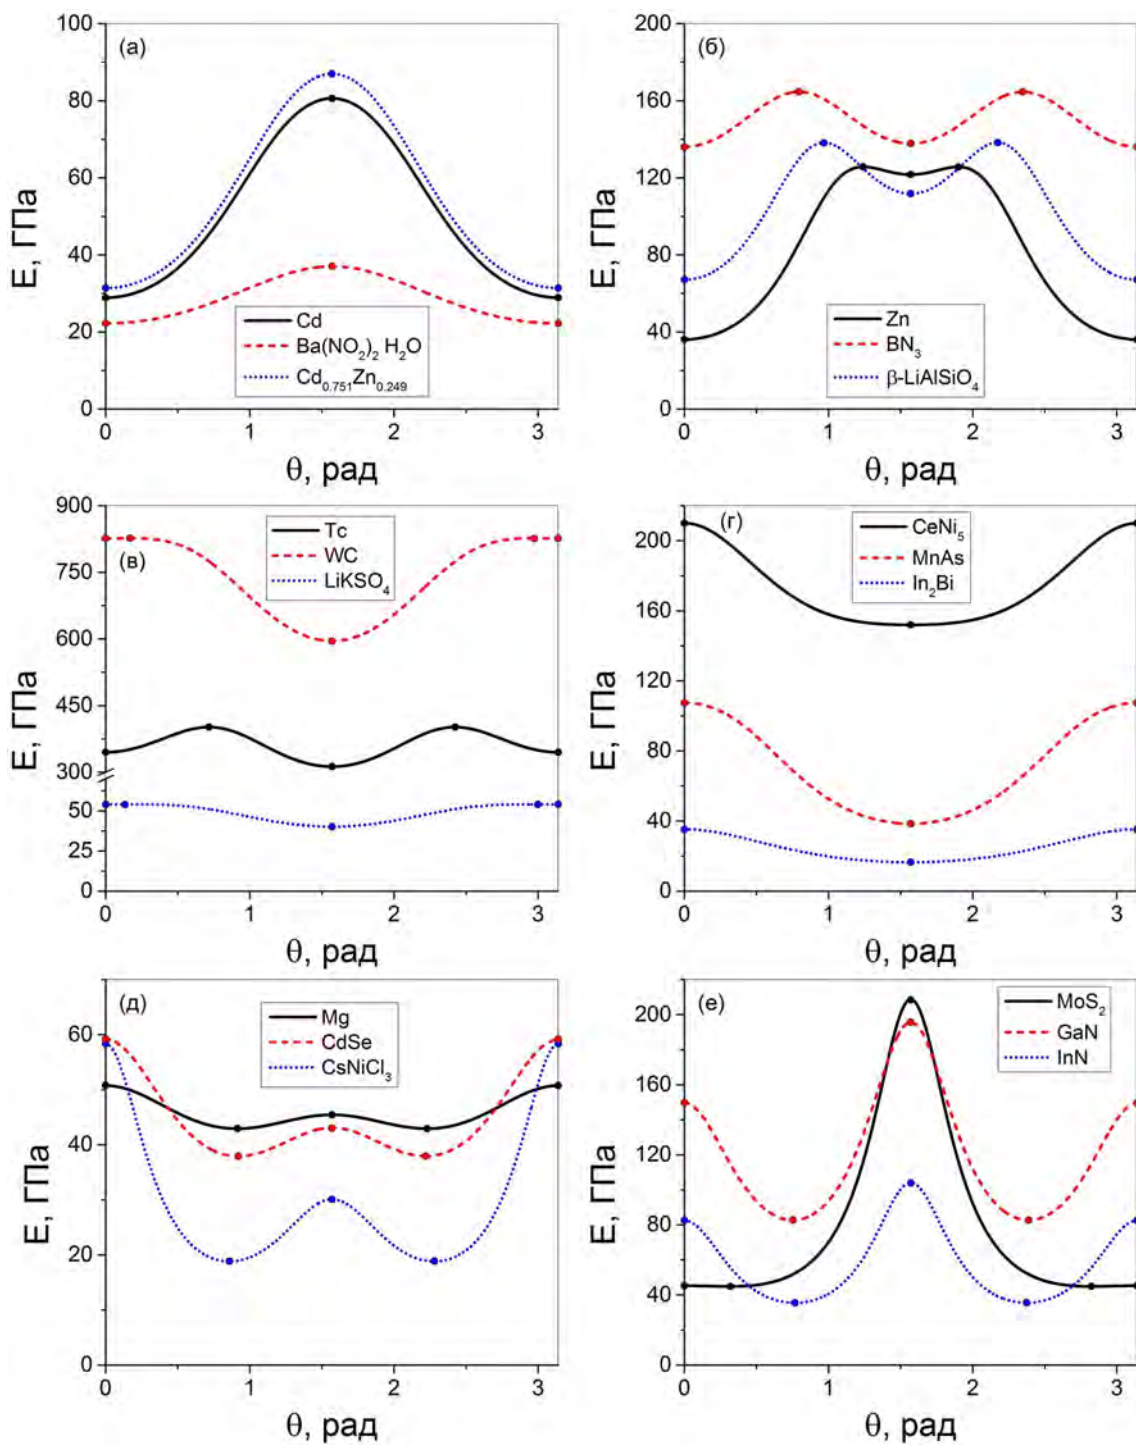 (а)
100
80
60
40
20
0
E, ГПа
Cd
Ba(NO₂)₂ H₂O
Cd₀.₇₅₁Zn₀.₂₄₉
0 1 2 3
θ, рад
(б)
200
160
120
80
40
0
E, ГПа
Zn
BN₃
β-LiAlSiO₄
0 1 2 3
θ, рад
900
750
600
450
300
50
25
0
E, ГПа
(в)
Tc
WC
LiKSO₄
0 1 2 3
θ, рад
(г)
200
160
120
80
40
0
E, ГПа
CeNi₅
MnAs
In₂Bi
0 1 2 3
θ, рад
(д)
60
40
20
0
E, ГПа
Mg
CdSe
CsNiCl₃
0 1 2 3
θ, рад
(е)
200
160
120
80
40
0
E, ГПа
MoS₂
GaN
InN
0 1 2 3
θ, рад